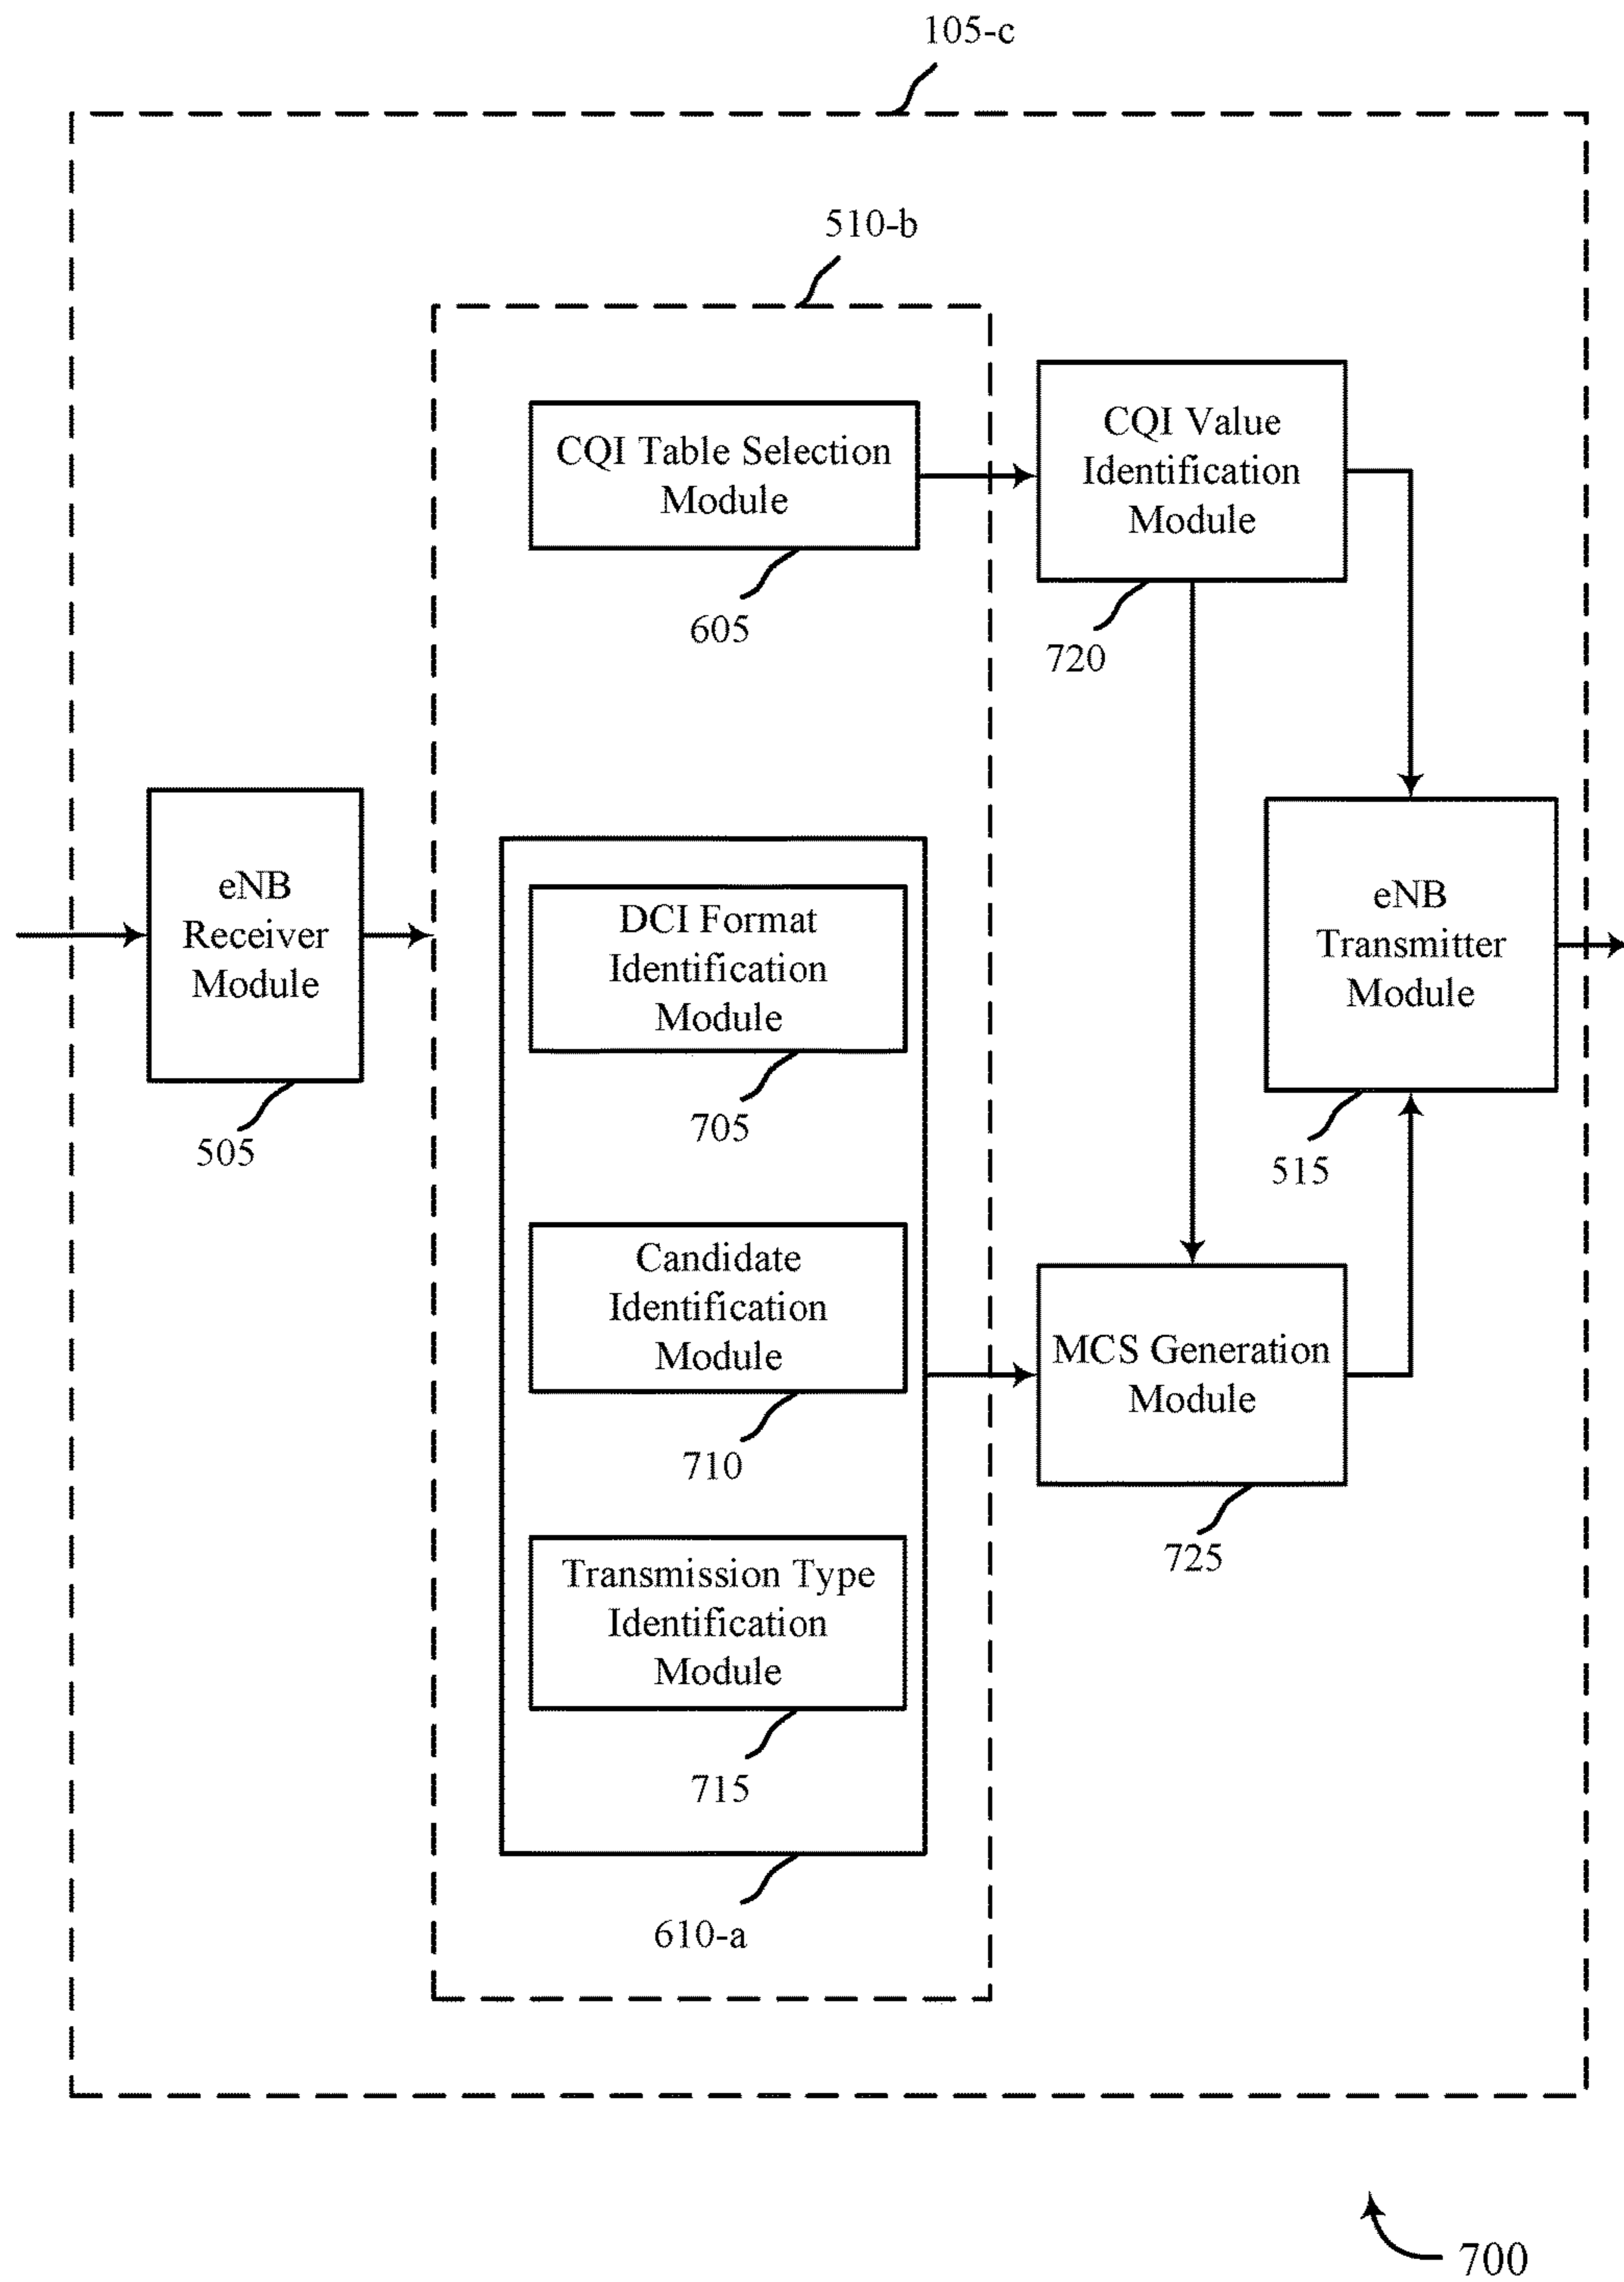 105-c
510-b
CQI Table Selection
Module
605
CQI Value
Identification
Module
720
eNB
Receiver
Module
505
DCI Format
Identification
Module
705
Candidate
Identification
Module
710
Transmission Type
Identification
Module
715
610-a
eNB
Transmitter
Module
515
MCS Generation
Module
725
700